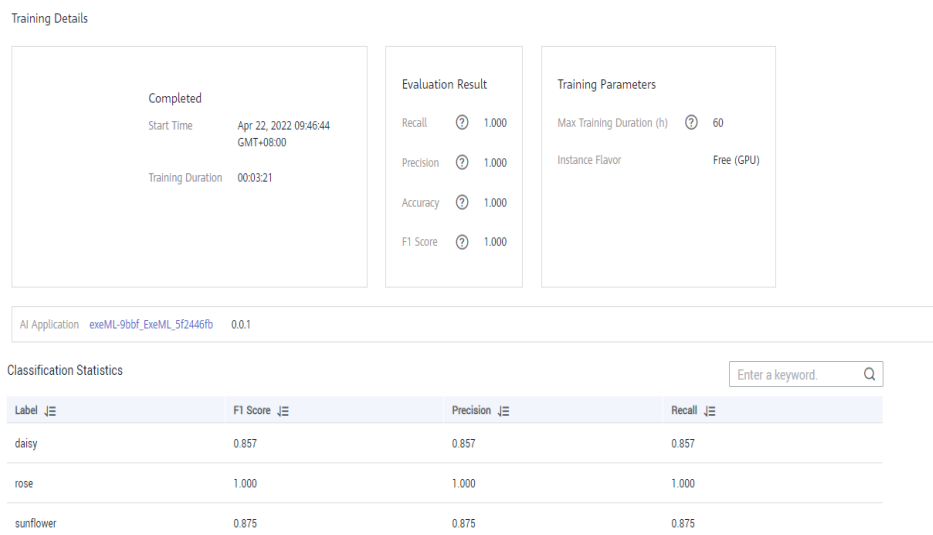 Training Details
Completed
Start Time Apr 22, 2022 09:46:44
GMT+08:00
Training Duration 00:03:21
Evaluation Result
Recall ? 1.000
Precision ? 1.000
Accuracy ? 1.000
F1 Score ? 1.000
Training Parameters
Max Training Duration (h) ? 60
Instance Flavor Free (GPU)
AI Application exeML-9bbf_ExeML_5f2446fb 0.0.1
Classification Statistics
Enter a keyword.
Label F1 Score Precision Recall
daisy 0.857 0.857 0.857
rose 1.000 1.000 1.000
sunflower 0.875 0.875 0.875